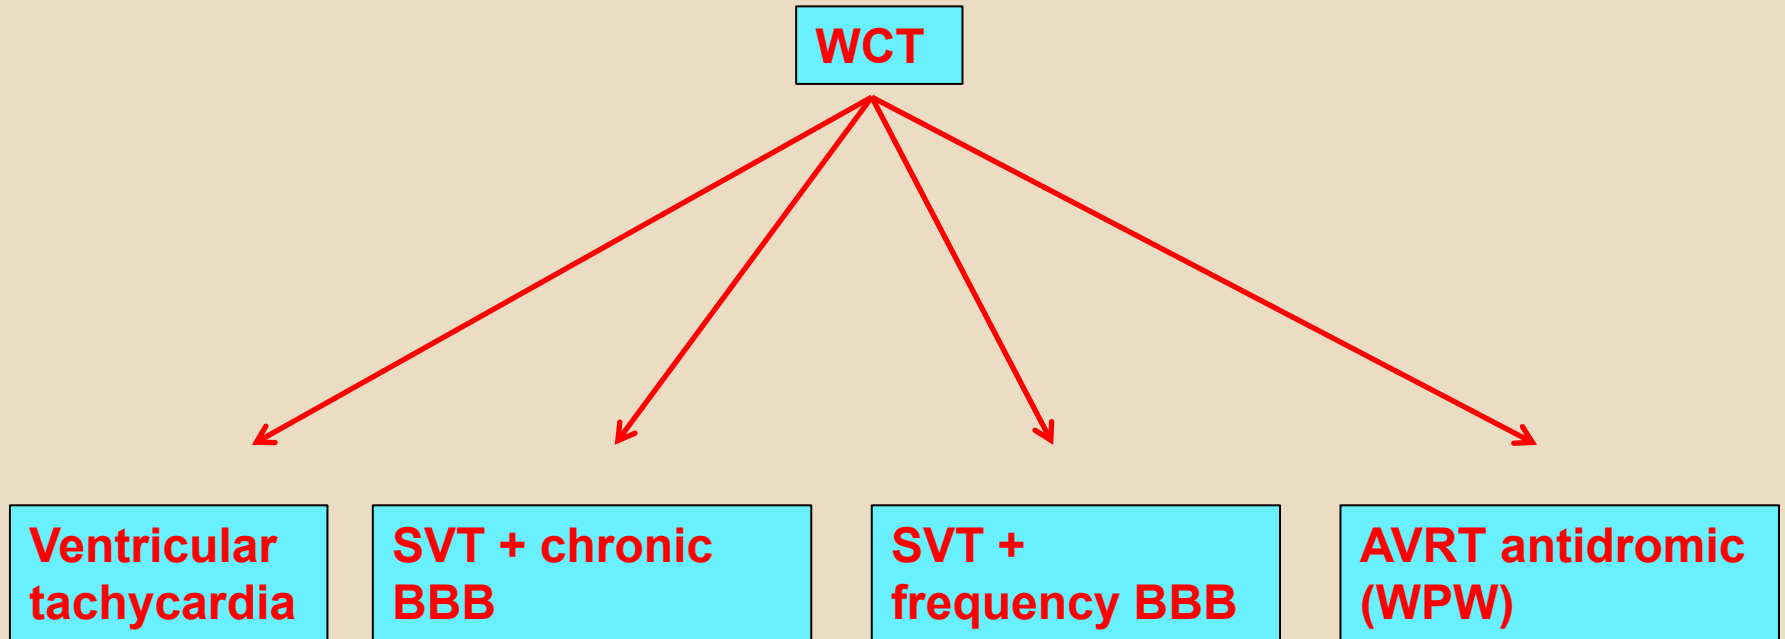 WCT
Ventricular
tachycardia
SVT + chronic
BBB
SVT +
frequency BBB
AVRT antidromic
(WPW)